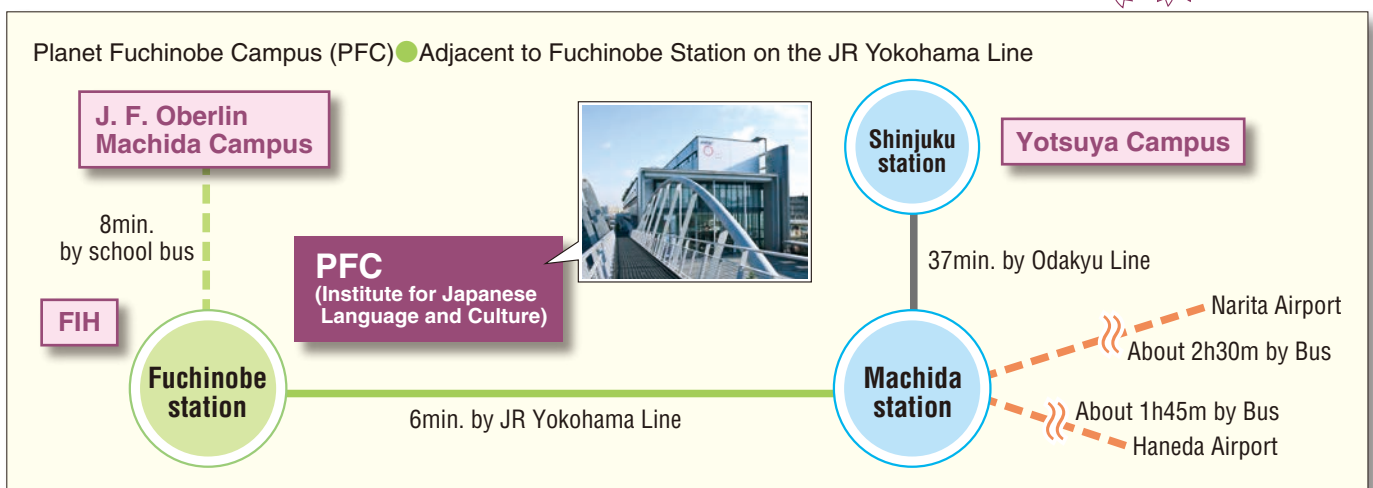 Planet Fuchinobe Campus (PFC)●Adjacent to Fuchinobe Station on the JR Yokohama Line
J. F. Oberlin
Machida Campus
8min.
by school bus
FIH
Fuchinobe
station
PFC
(Institute for Japanese
Language and Culture)
6min. by JR Yokohama Line
Shinjuku
station
Yotsuya Campus
37min. by Odakyu Line
Machida
station
Narita Airport
About 2h30m by Bus
About 1h45m by Bus
Haneda Airport